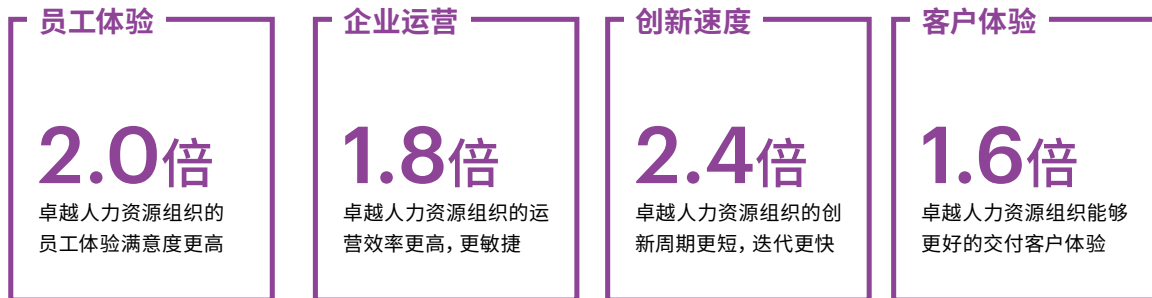 员工体验
2.0倍
卓越人力资源组织的
员工体验满意度更高
企业运营
1.8倍
卓越人力资源组织的运
营效率更高，更敏捷
创新速度
2.4倍
卓越人力资源组织的创
新周期更短，迭代更快
客户体验
1.6倍
卓越人力资源组织能够
更好的交付客户体验